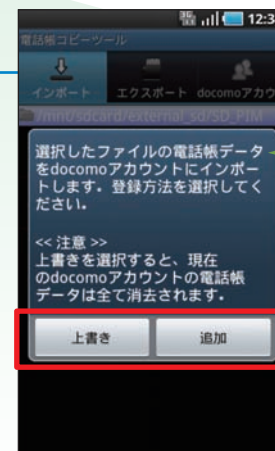 3G 12:3
電話帳コピーツール
インポート エクスポート docomoアカウ
/mnt/sdcard/external_sd/SD_PIM
選択したファイルの電話帳データ
をdocomoアカウントにインポー
トします。登録方法を選択してく
ださい。
<< 注意 >>
上書きを選択すると、現在
のdocomoアカウントの電話帳
データは全て消去されます。
上書き 追加